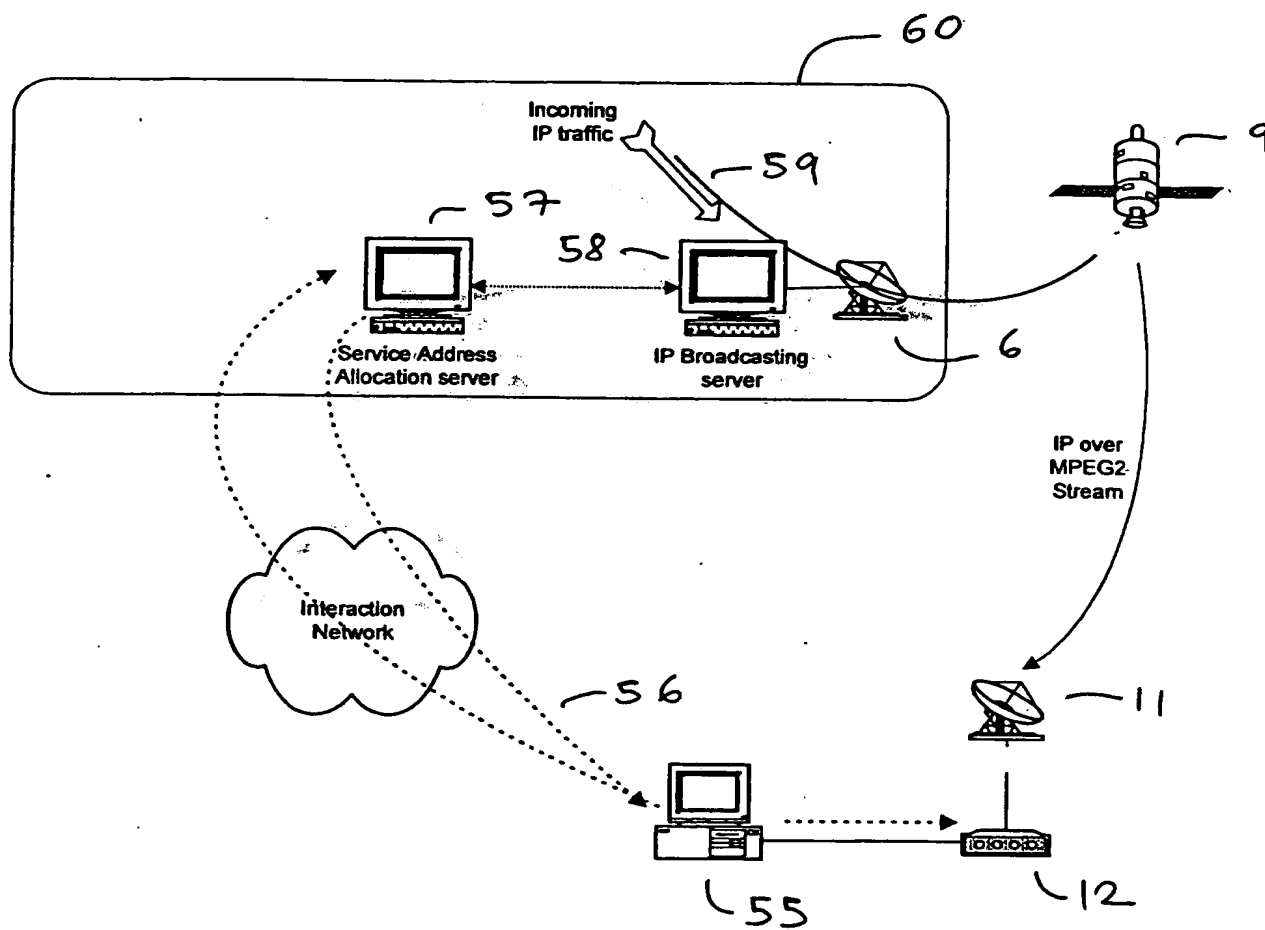 60
Incoming
IP traffic
9
59
57
58
6
Service Address
Allocation server
IP Broadcasting
server
IP over
MPEG2
Stream
Interaction
Network
56
11
12
55